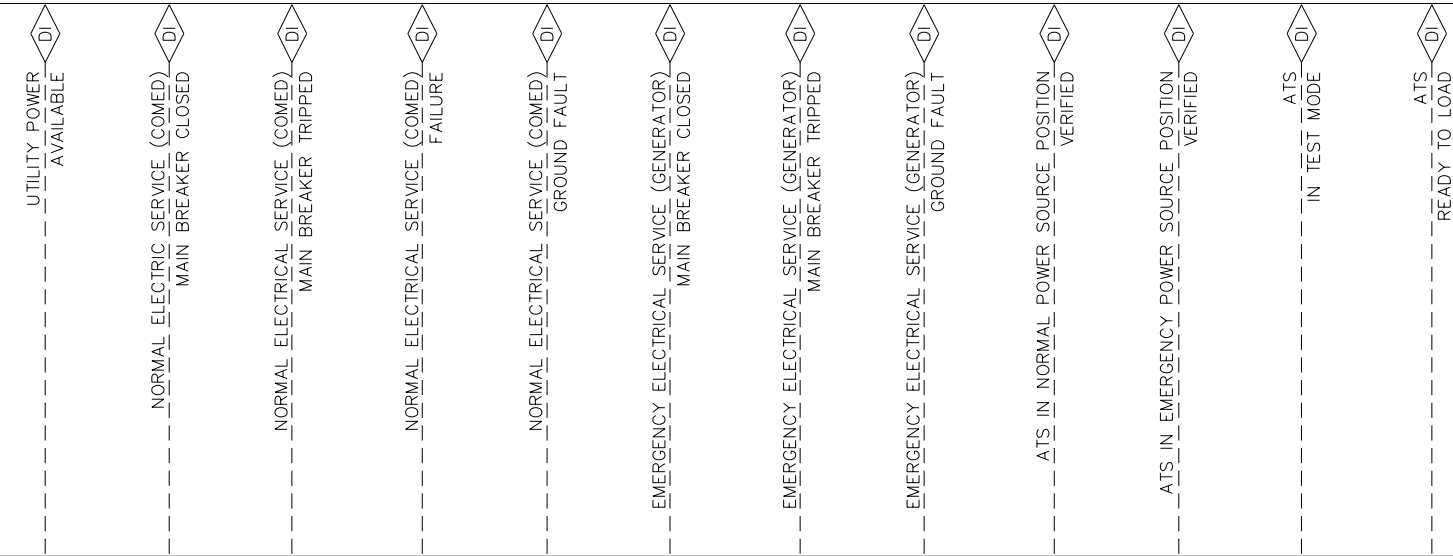 DI
UTILITY POWER
AVAILABLE
DI
NORMAL ELECTRIC SERVICE (COMED)
MAIN BREAKER CLOSED
DI
NORMAL ELECTRICAL SERVICE (COMED)
MAIN BREAKER TRIPPED
DI
NORMAL ELECTRICAL SERVICE (COMED)
FAILURE
DI
NORMAL ELECTRICAL SERVICE (COMED)
GROUND FAULT
DI
EMERGENCY ELECTRICAL SERVICE (GENERATOR)
MAIN BREAKER CLOSED
DI
EMERGENCY ELECTRICAL SERVICE (GENERATOR)
MAIN BREAKER TRIPPED
DI
EMERGENCY ELECTRICAL SERVICE (GENERATOR)
GROUND FAULT
DI
ATS IN NORMAL POWER SOURCE POSITION
VERIFIED
DI
ATS IN EMERGENCY POWER SOURCE POSITION
VERIFIED
DI
ATS
IN TEST MODE
DI
ATS
READY TO LOAD